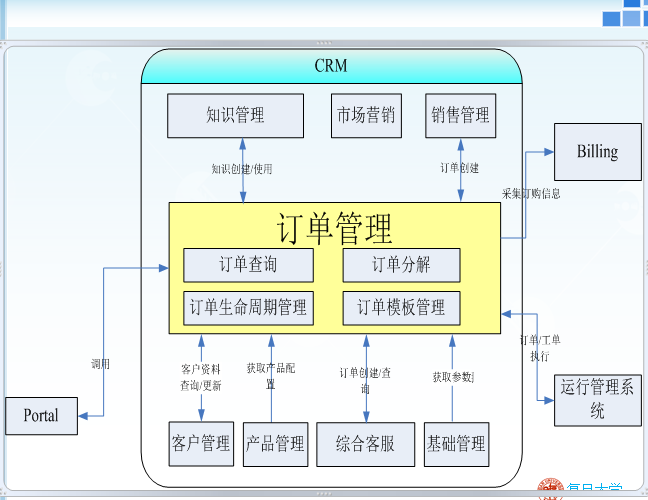 CRM
知识管理
市场营销
销售管理
Billing
知识创建/使用
订单创建
采集订购信息
订单管理
订单查询
订单分解
订单生命周期管理
订单模板管理
调用
客户资料
查询/更新
获取产品配
置
订单创建/查
询
获取参数
订单/工单
执行
Portal
客户管理
产品管理
综合客服
基础管理
运行管理系
统
复旦大学